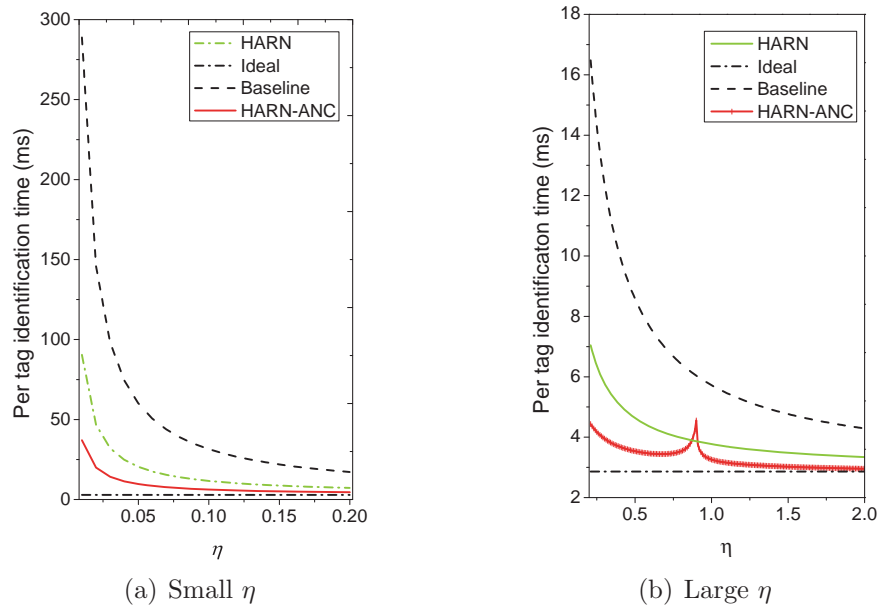 300
250
200
150
100
50
0
0.05
0.10
0.15
0.20
Per tag identification time (ms)
η
HARN
Ideal
Baseline
HARN-ANC
(a) Small η
18
16
14
12
10
8
6
4
2
0.5
1.0
1.5
2.0
Per tag identificaton time (ms)
η
HARN
Ideal
Baseline
HARN-ANC
(b) Large η